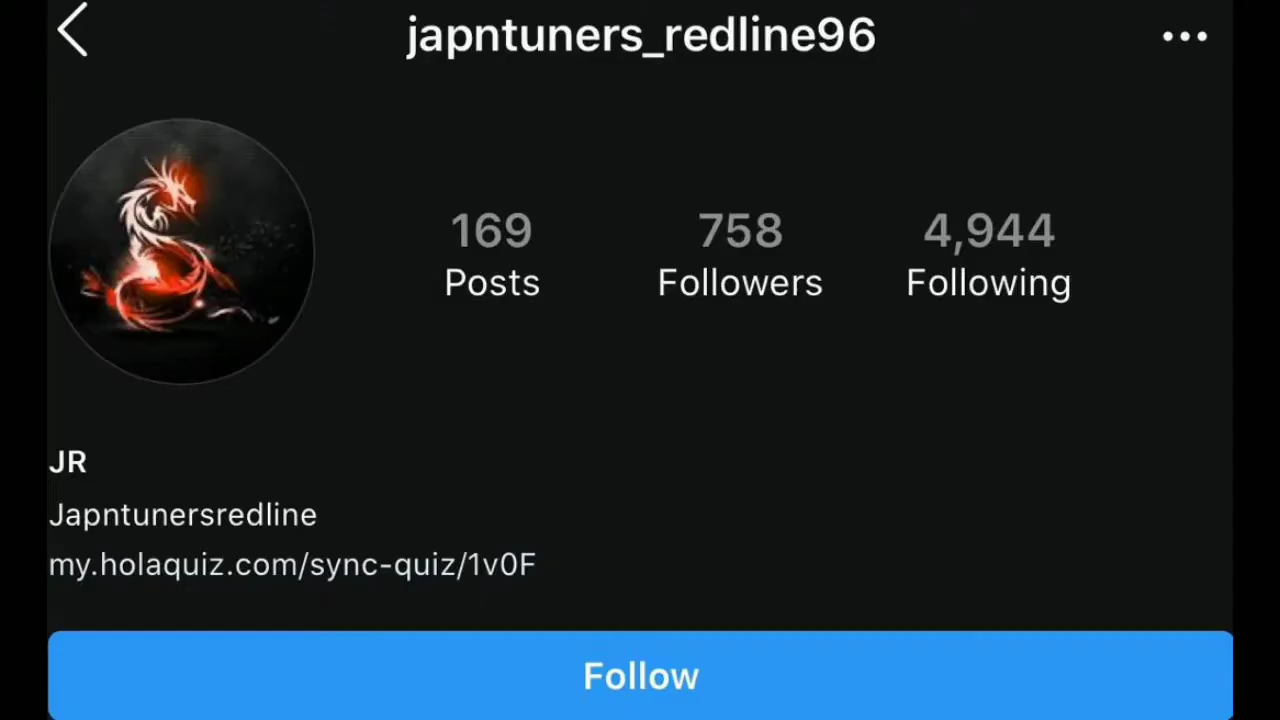 japntuners_redline96
169 758 4,944
Posts Followers Following
JR
Japntunersredline
my.holaquiz.com/sync-quiz/1v0F
Follow